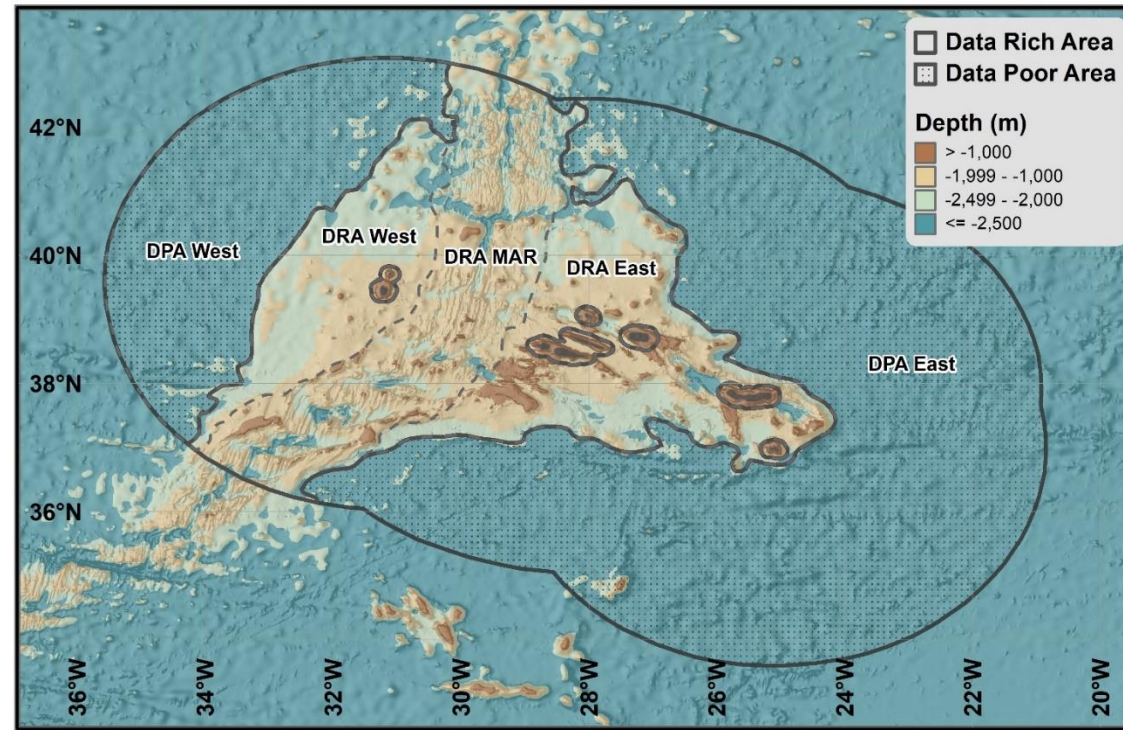 Data Rich Area
Data Poor Area
Depth (m)
> -1,000
-1,999 - -1,000
-2,499 - -2,000
<= -2,500
42°N
40°N
38°N
36°N
DPA West
DRA West
DRA MAR
DRA East
DPA East
36°W
34°W
32°W
30°W
28°W
26°W
24°W
22°W
20°W